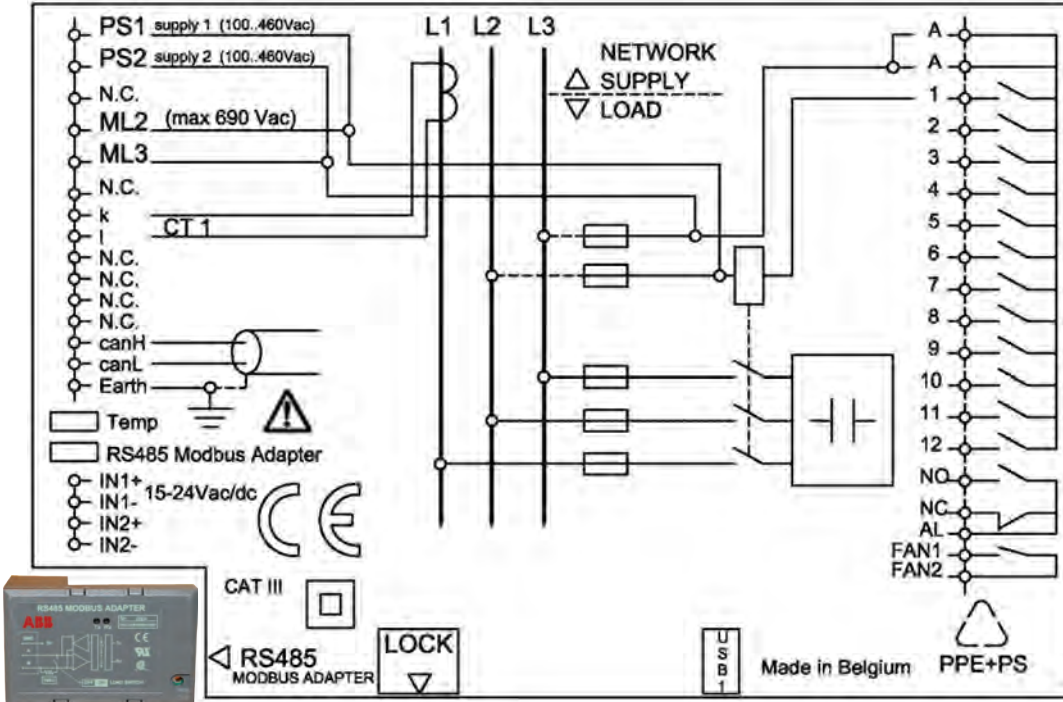 PS1 supply 1 (100..460Vac)
PS2 supply 2 (100..460Vac)
N.C.
ML2 (max 690 Vac)
ML3
N.C.
k
l
CT 1
N.C.
N.C.
N.C.
N.C.
canH
canL
Earth
Temp
RS485 Modbus Adapter
IN1+
IN1-
IN2+
IN2-
15-24Vac/dc
CE
L1 L2 L3
NETWORK
SUPPLY
LOAD
A
A
1
2
3
4
5
6
7
8
9
10
11
12
NO
NC
AL
FAN1
FAN2
CAT III
RS485 MODBUS ADAPTER
ABB
CE
RS485
MODBUS ADAPTER
LOCK
USB1
Made in Belgium
PPE+PS